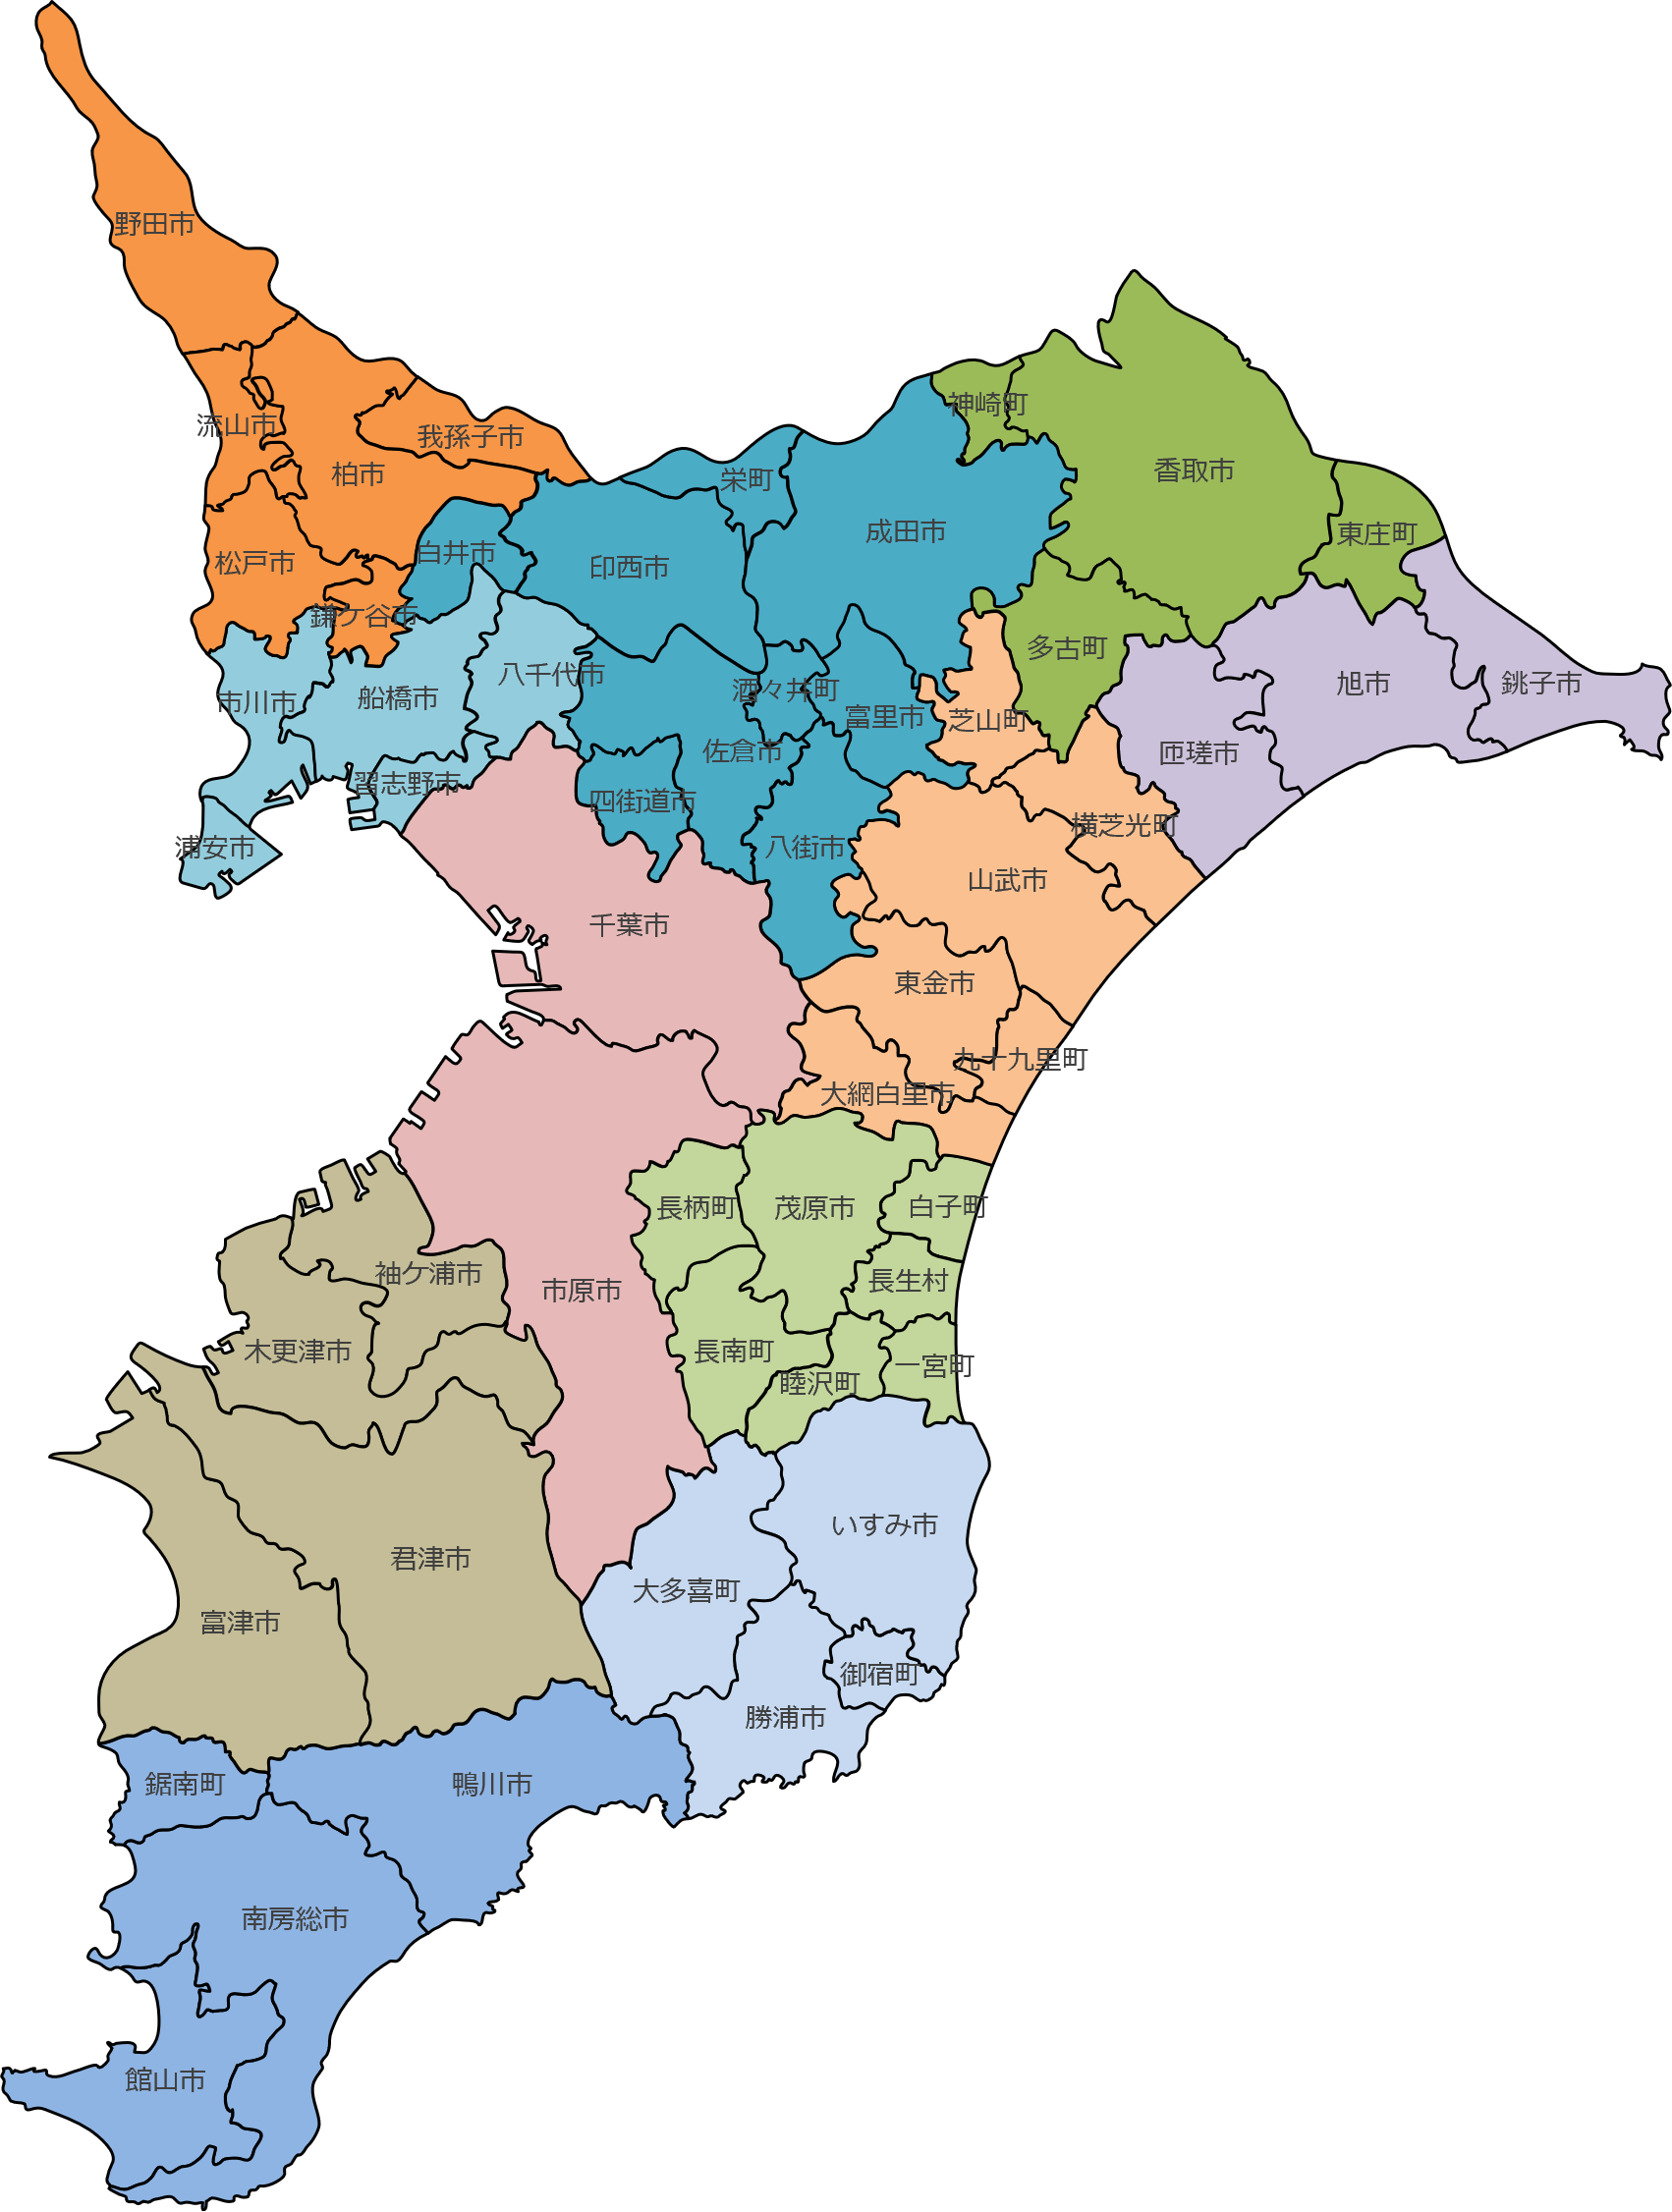 野田市
神崎町
流山市
我孫子市
柏市
香取市
栄町
成田市
東庄町
松戸市
白井市
印西市
鎌ケ谷市
多古町
八千代市
市川市
船橋市
酒々井町
旭市
銚子市
富里市
芝山町
佐倉市
匝瑳市
習志野市
四街道市
横芝光町
浦安市
八街市
山武市
千葉市
東金市
九十九里町
大網白里市
長柄町
茂原市
白子町
袖ケ浦市
長生村
市原市
木更津市
長南町
一宮町
睦沢町
いすみ市
君津市
大多喜町
富津市
御宿町
勝浦市
鋸南町
鴨川市
南房総市
館山市